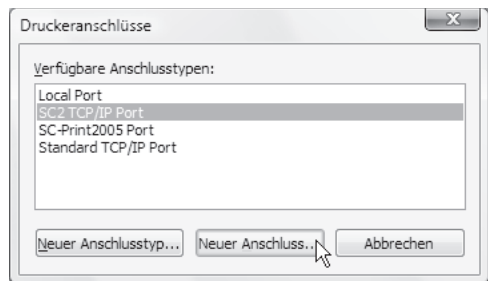 Druckeranschlüsse
Verfügbare Anschlusstypen:
Local Port
SC2 TCP/IP Port
SC-Print2005 Port
Standard TCP/IP Port
Neuer Anschlusstyp... Neuer Anschluss... Abbrechen